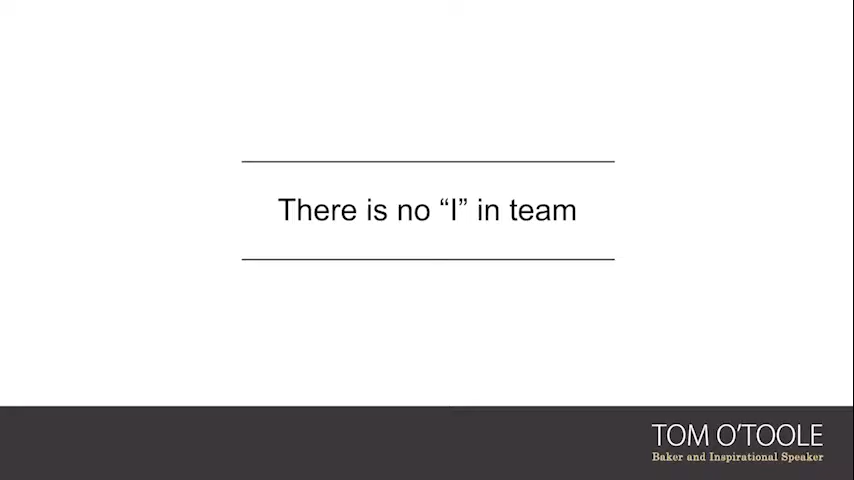 There is no “I” in team
TOM O’TOOLE
Baker and Inspirational Speaker